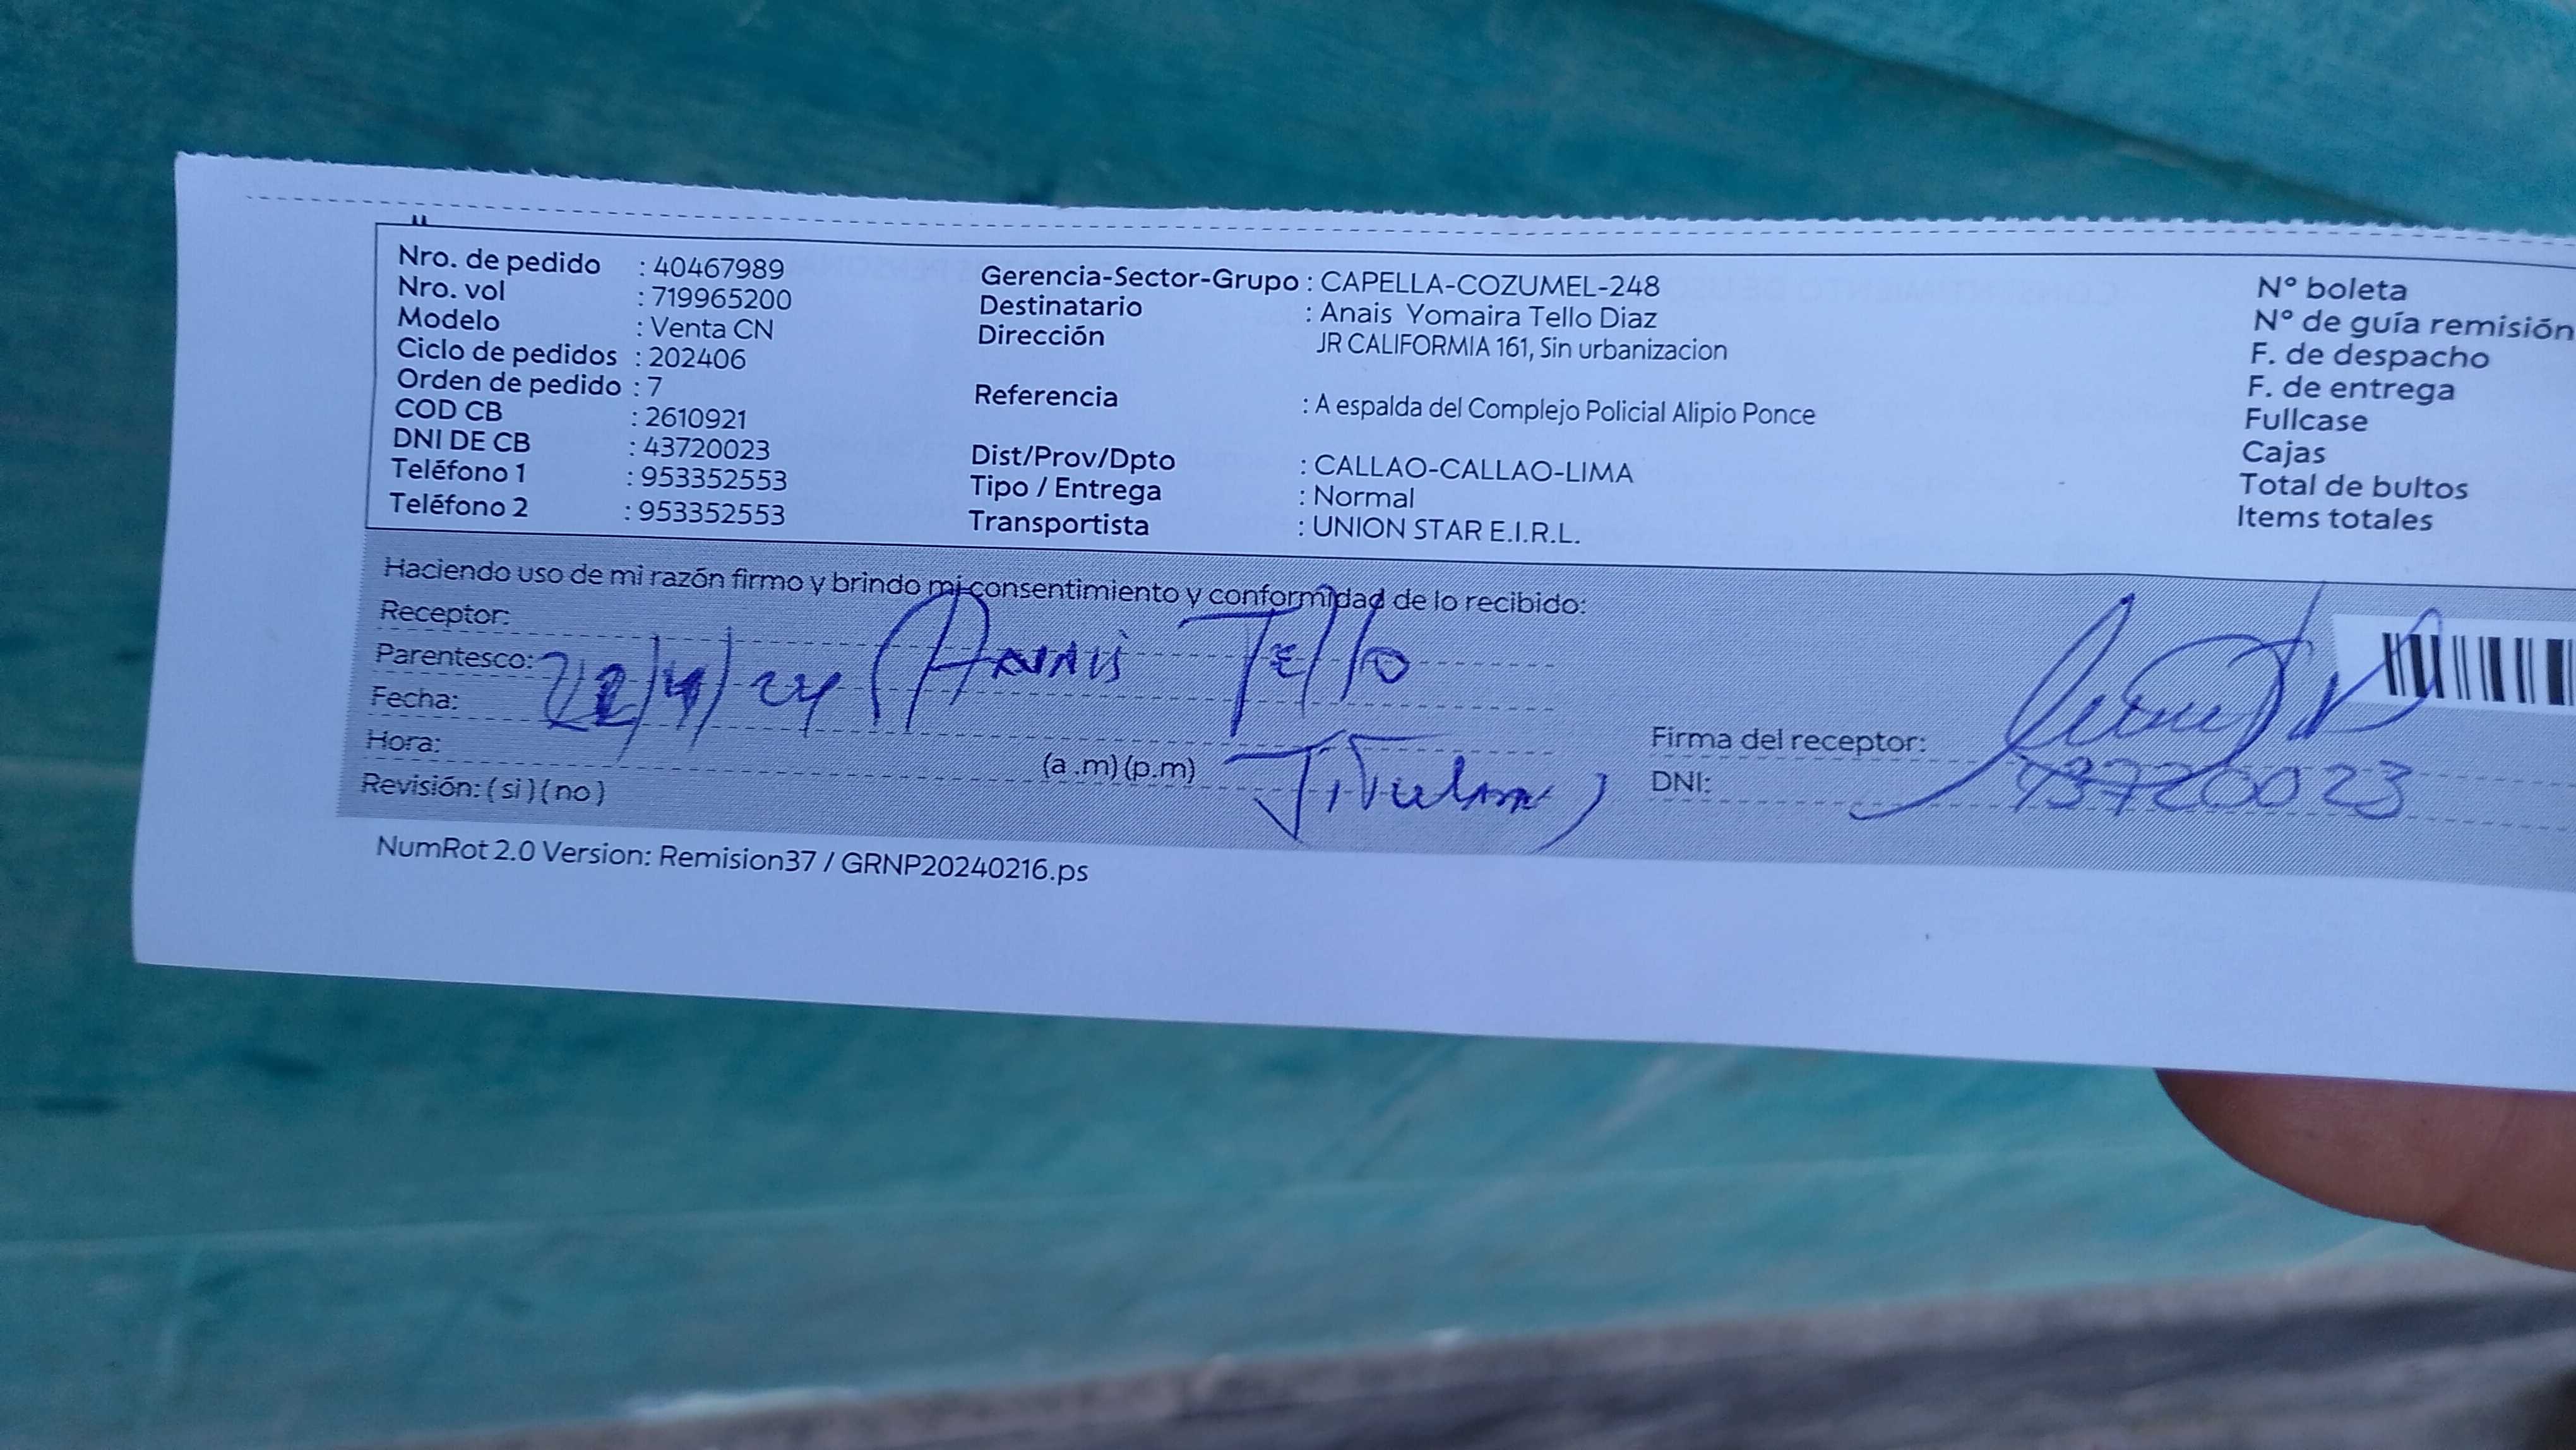 Nro. de pedido : 40467989
Nro. vol : 719965200
Modelo : Venta CN
Ciclo de pedidos : 202406
Orden de pedido : 7
COD CB : 2610921
DNI DE CB : 43720023
Teléfono 1 : 953352553
Teléfono 2 : 953352553
Gerencia-Sector-Grupo : CAPELLA-COZUMEL-248
Destinatario : Anais Yomaira Tello Diaz
Dirección JR CALIFORMIA 161, Sin urbanizacion
Referencia : A espalda del Complejo Policial Alipio Ponce
Dist/Prov/Dpto : CALLAO-CALLAO-LIMA
Tipo / Entrega : Normal
Transportista : UNION STAR E.I.R.L.
N° boleta
N° de guía remisión
F. de despacho
F. de entrega
Fullcase
Cajas
Total de bultos
Items totales
Haciendo uso de mi razón firmo y brindo mi consentimiento y conformidad de lo recibido:
Receptor:
Parentesco: 22/4/24 (Anais Tello
Fecha:
Hora: (a .m) (p.m) Titular)
Revisión: ( si ) ( no )
Firma del receptor:
DNI: 43720023
NumRot 2.0 Version: Remision37 / GRNP20240216.ps